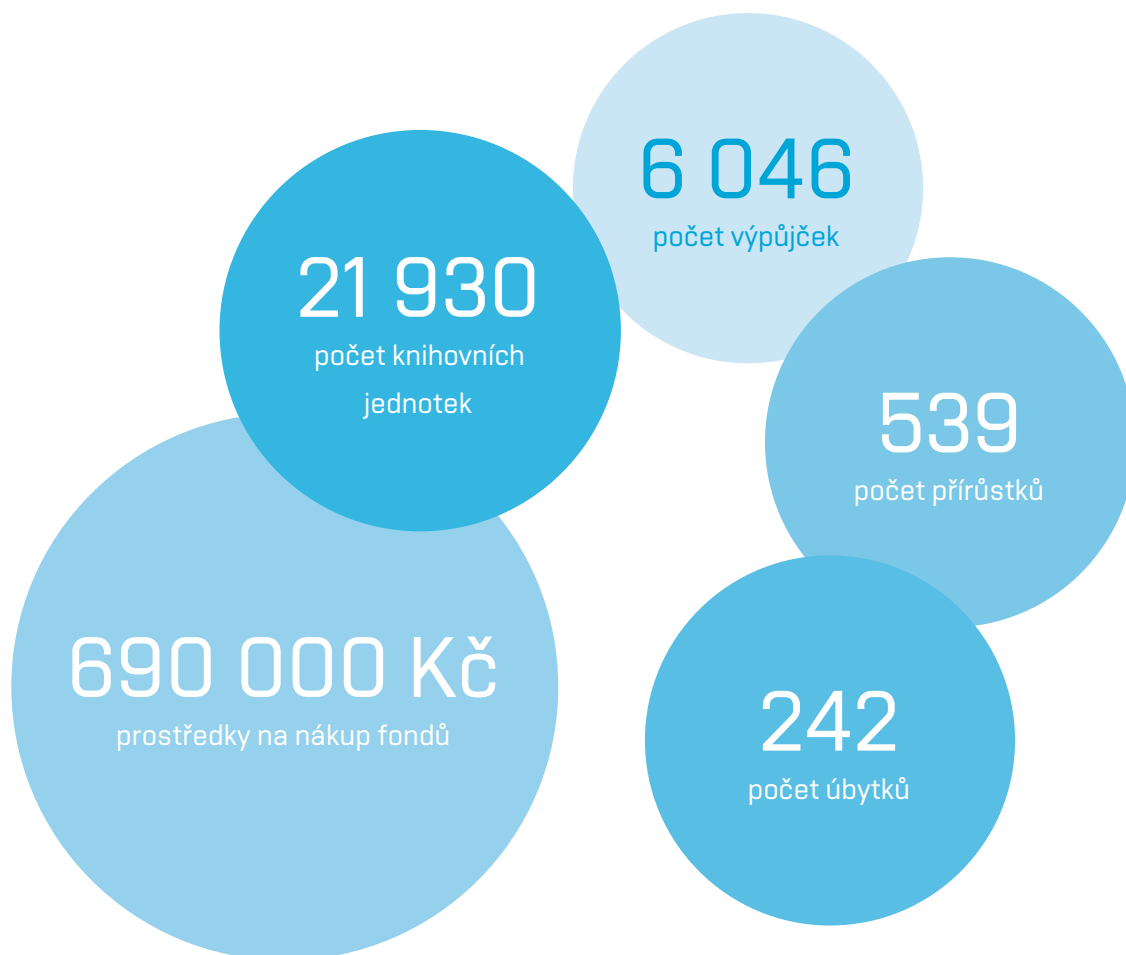 6 046
počet výpůjček
21 930
počet knihovních
jednotek
539
počet přírůstků
690 000 Kč
prostředky na nákup fondů
242
počet úbytků